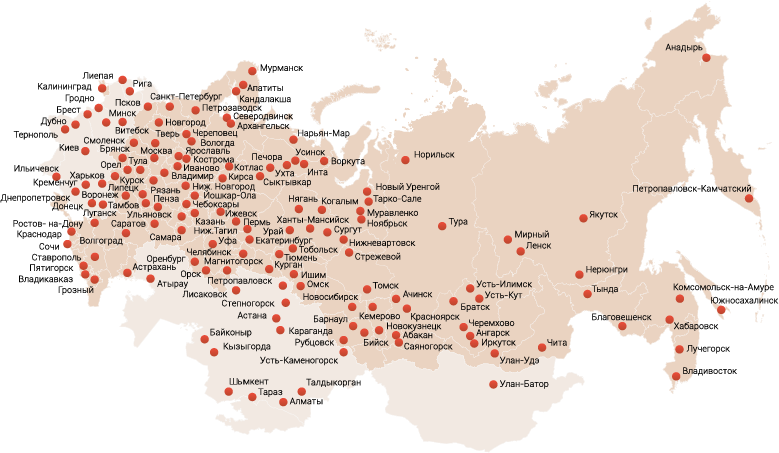 Анадырь
Мурманск
Лиепая
Рига
Калининград
Апатиты
Кандалакша
Гродно
Псков
Санкт-Петербург
Брест
Минск
Петрозаводск
Северодвинск
Дубно
Новгород
Архангельск
Тернополь
Витебск
Тверь
Череповец
Нарьян-Мар
Смоленск
Вологда
Киев
Брянск
Москва
Ярославль
Усинск
Норильск
Орел
Тула
Кострома
Печора
Воркута
Ильичевск
Харьков
Курск
Иваново
Котлас
Ухта
Инта
Кременчуг
Липецк
Владимир
Кирса
Сыктывкар
Днепропетровск
Воронеж
Рязань
Ниж. Новгород
Новый Уренгой
Петропавловск-Камчатский
Донецк
Тамбов
Пенза
Йошкар-Ола
Нягань
Когалым
Тарко-Сале
Луганск
Ульяновск
Чебоксары
Ижевск
Муравленко
Ростов- на-Дону
Саратов
Казань
Пермь
Ханты-Мансийск
Ноябрьск
Тура
Якутск
Краснодар
Волгоград
Самара
Ниж.Тагил
Урай
Сургут
Сочи
Уфа
Екатеринбург
Нижневартовск
Мирный
Ставрополь
Оренбург
Челябинск
Тобольск
Стрежевой
Ленск
Пятигорск
Астрахань
Магнитогорск
Тюмень
Владикавказ
Атырау
Орск
Курган
Нерюнгри
Грозный
Лисаковск
Петропавловск
Ишим
Омск
Томск
Усть-Илимск
Тында
Комсомольск-на-Амуре
Степногорск
Новосибирск
Ачинск
Усть-Кут
Южносахалинск
Астана
Барнаул
Кемерово
Красноярск
Братск
Благовещенск
Хабаровск
Байконыр
Караганда
Новокузнецк
Черемхово
Рубцовск
Бийск
Абакан
Ангарск
Кызыгорда
Саяногорск
Иркутск
Чита
Лучегорск
Усть-Каменогорск
Улан-Удэ
Владивосток
Шымкент
Талдыкорган
Улан-Батор
Тараз
Алматы